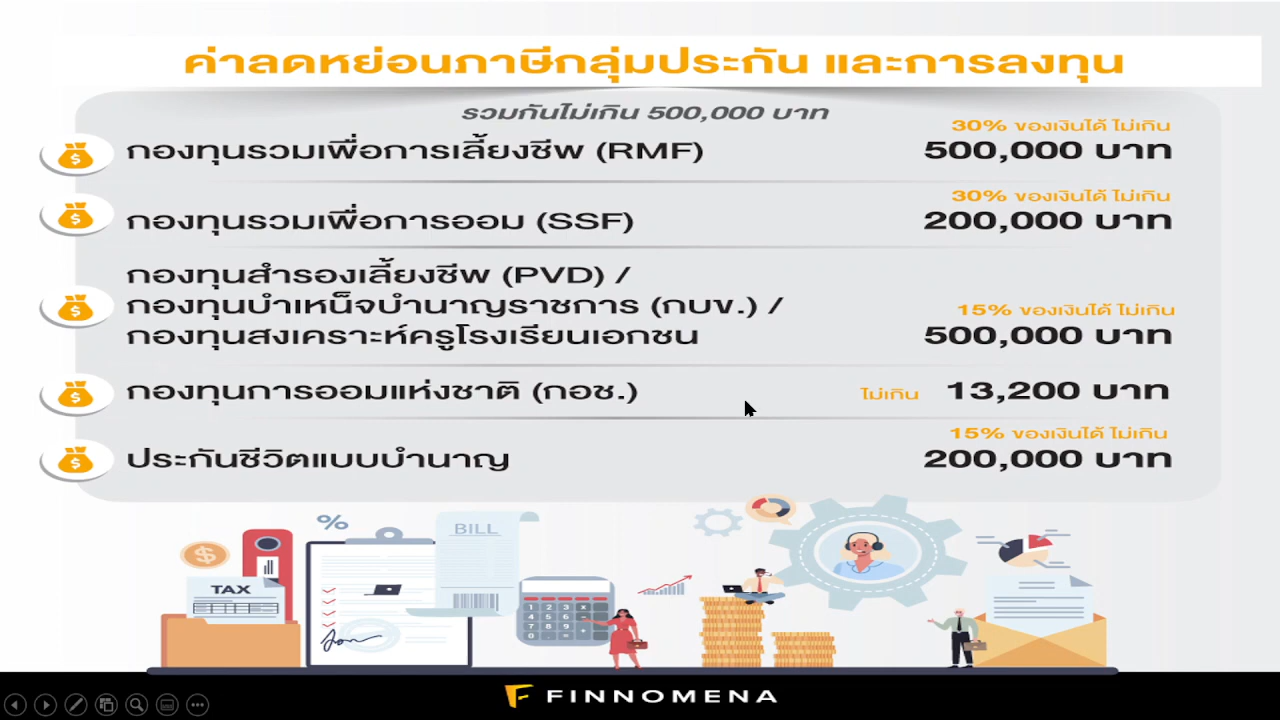 ค่าลดหย่อนภาษีกลุ่มประกัน และการลงทุน
รวมกันไม่เกิน 500,000 บาท
30% ของเงินได้ ไม่เกิน
กองทุนรวมเพื่อการเลี้ยงชีพ (RMF) 500,000 บาท
30% ของเงินได้ ไม่เกิน
กองทุนรวมเพื่อการออม (SSF) 200,000 บาท
กองทุนสำรองเลี้ยงชีพ (PVD) /
กองทุนบำเหน็จบำนาญราชการ (กบข.) /
15% ของเงินได้ ไม่เกิน
กองทุนสงเคราะห์ครูโรงเรียนเอกชน 500,000 บาท
กองทุนการออมแห่งชาติ (กอช.) ไม่เกิน 13,200 บาท
15% ของเงินได้ ไม่เกิน
ประกันชีวิตแบบบำนาญ 200,000 บาท
%
BILL
TAX
1 2 3 x
4 5 6 -
7 8 9 +
0 . =
FINNOMENA